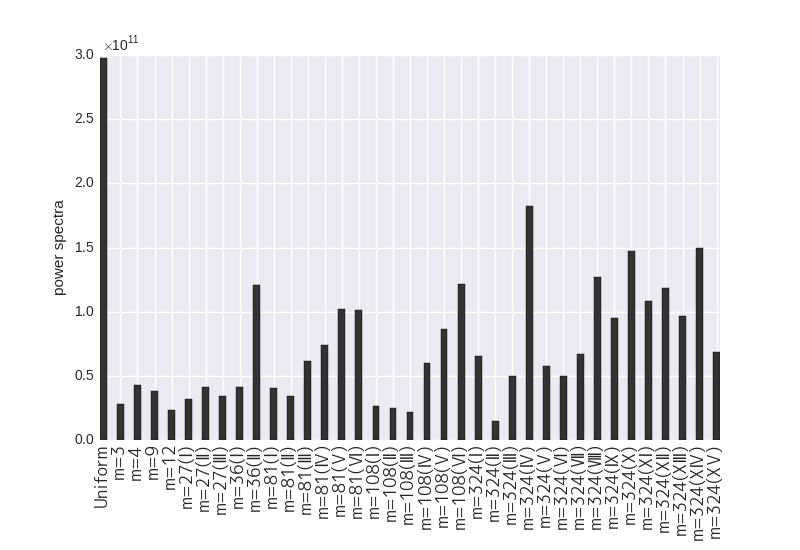 ×10¹¹
3.0
2.5
2.0
1.5
1.0
0.5
0.0
power spectra
Uniform
m=3
m=4
m=9
m=12
m=27(Ⅰ)
m=27(Ⅱ)
m=27(Ⅲ)
m=36(Ⅰ)
m=36(Ⅱ)
m=81(Ⅰ)
m=81(Ⅱ)
m=81(Ⅲ)
m=81(Ⅳ)
m=81(Ⅴ)
m=81(Ⅵ)
m=108(Ⅰ)
m=108(Ⅱ)
m=108(Ⅲ)
m=108(Ⅳ)
m=108(Ⅴ)
m=108(Ⅵ)
m=324(Ⅰ)
m=324(Ⅱ)
m=324(Ⅲ)
m=324(Ⅳ)
m=324(Ⅴ)
m=324(Ⅵ)
m=324(Ⅶ)
m=324(Ⅷ)
m=324(Ⅸ)
m=324(Ⅹ)
m=324(Ⅺ)
m=324(Ⅻ)
m=324(XⅢ)
m=324(XⅣ)
m=324(XⅤ)